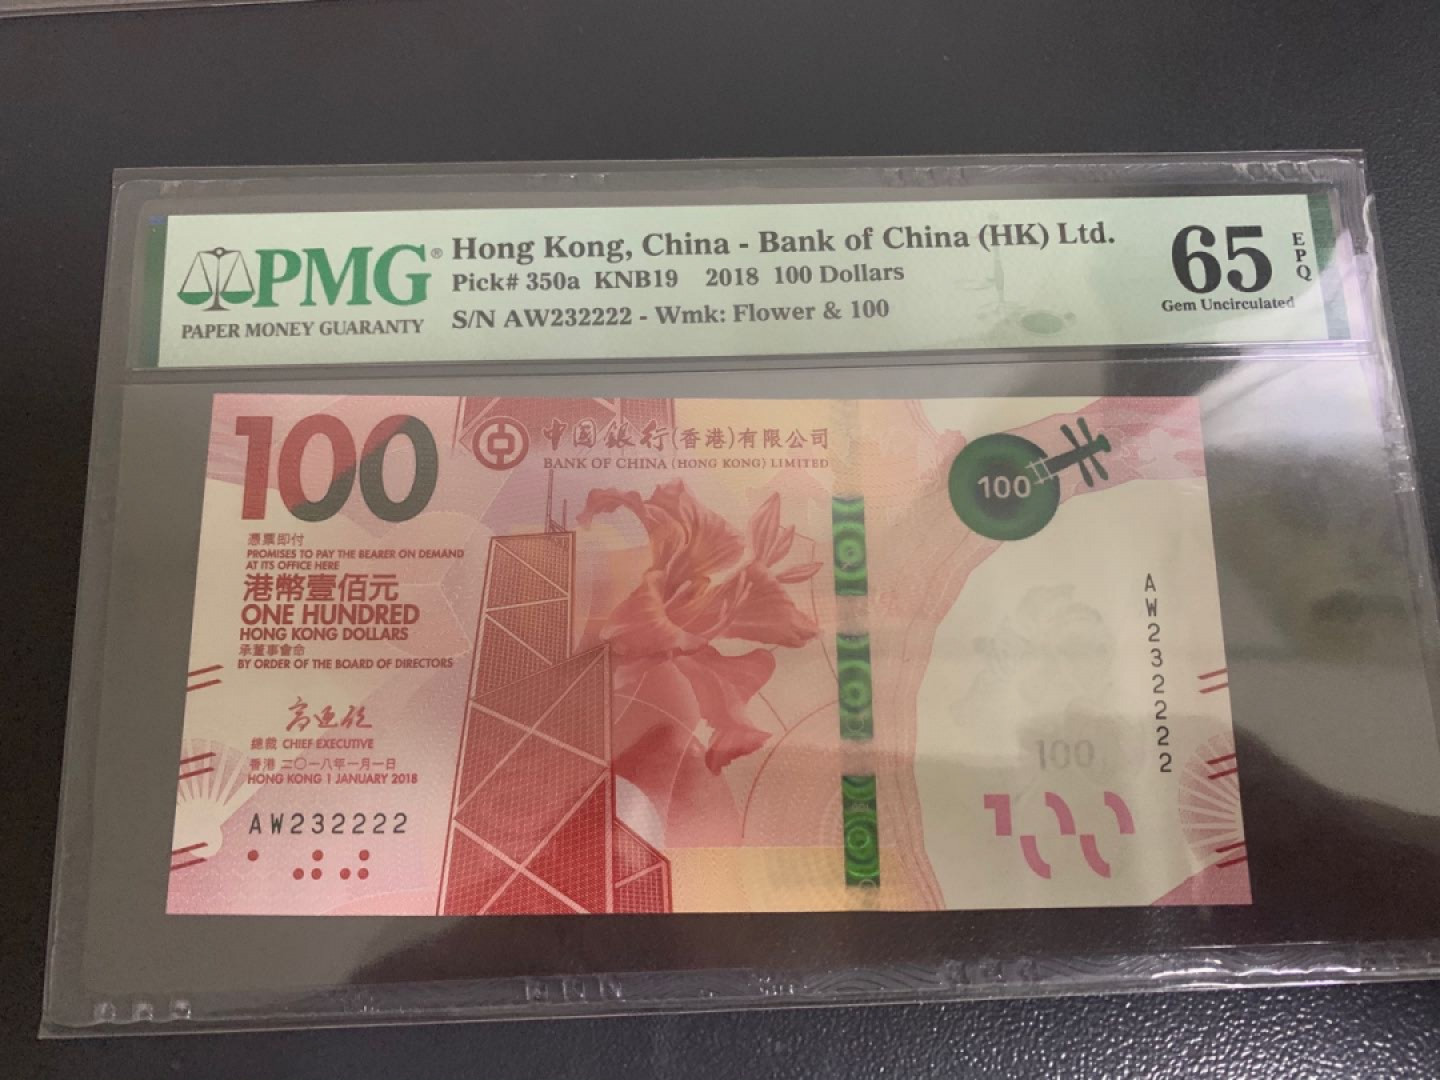 PMG®
PAPER MONEY GUARANTY
Hong Kong, China - Bank of China (HK) Ltd.
Pick# 350a KNB19 2018 100 Dollars
S/N AW232222 - Wmk: Flower & 100
65
EPQ
Gem Uncirculated
100
中國銀行(香港)有限公司
BANK OF CHINA (HONG KONG) LIMITED
100
憑票即付
PROMISES TO PAY THE BEARER ON DEMAND
AT ITS OFFICE HERE
港幣壹佰元
ONE HUNDRED
HONG KONG DOLLARS
承董事會命
BY ORDER OF THE BOARD OF DIRECTORS
高迎欣
總裁 CHIEF EXECUTIVE
香港 二〇一八年一月一日
HONG KONG 1 JANUARY 2018
AW232222
AW232222
100